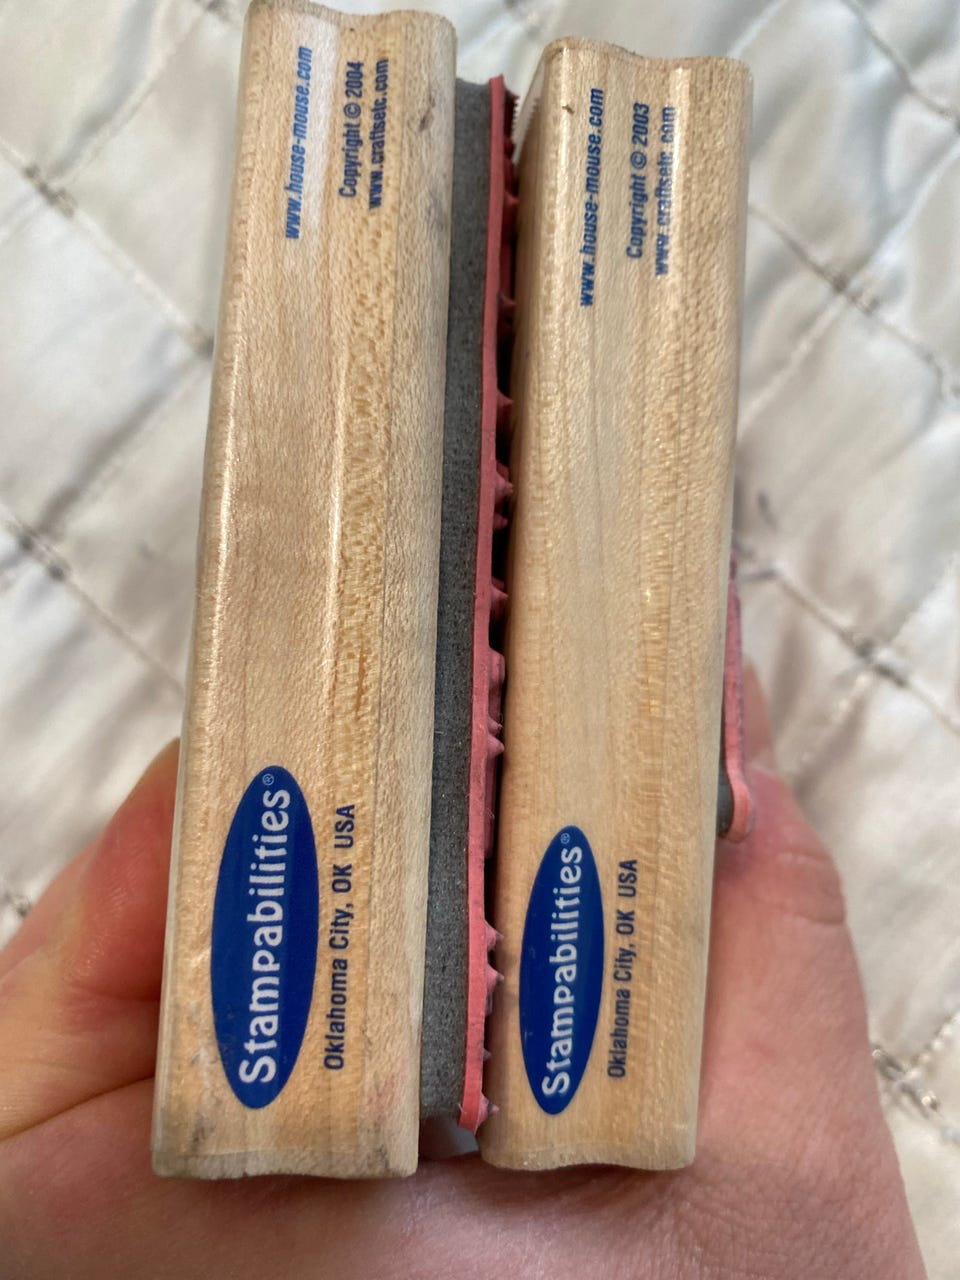 www.house-mouse.com
Copyright © 2004
www.craftsetc.com
Stampabilities®
Oklahoma City, OK USA
www.house-mouse.com
Copyright © 2003
www.craftsetc.com
Stampabilities®
Oklahoma City, OK USA